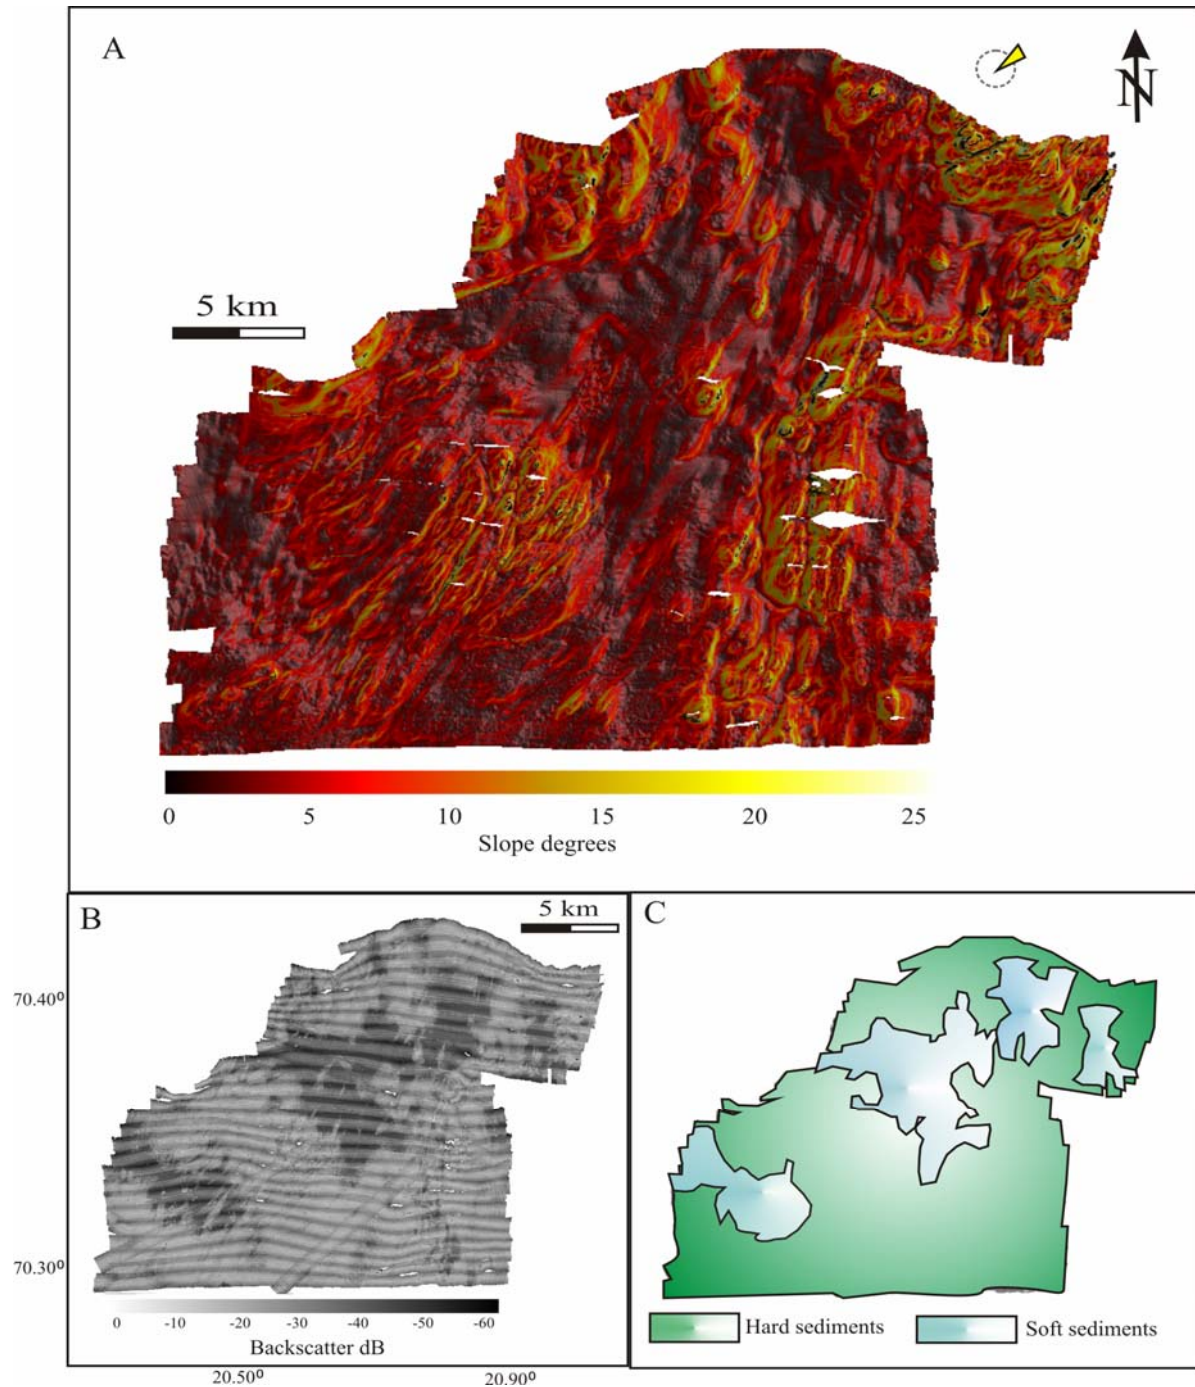 A
N
5 km
0 5 10 15 20 25
Slope degrees
B
5 km
70.40⁰
70.30⁰
0 -10 -20 -30 -40 -50 -60
Backscatter dB
20.50⁰ 20.90⁰
C
Hard sediments Soft sediments